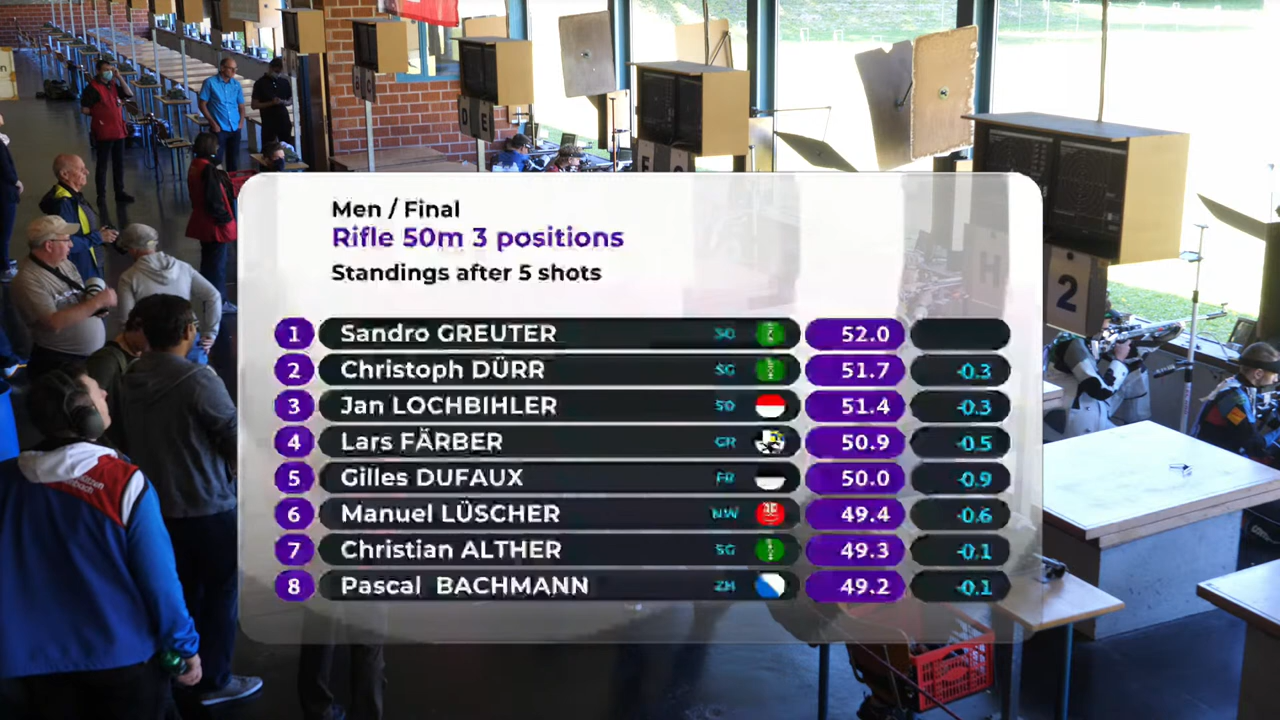 Men / Final
Rifle 50m 3 positions
Standings after 5 shots
1 Sandro GREUTER SG 52.0
2 Christoph DÜRR SG 51.7 -0.3
3 Jan LOCHBIHLER SO 51.4 -0.3
4 Lars FÄRBER GR 50.9 -0.5
5 Gilles DUFAUX FR 50.0 -0.9
6 Manuel LÜSCHER NW 49.4 -0.6
7 Christian ALTHER SG 49.3 -0.1
8 Pascal BACHMANN ZH 49.2 -0.1
D E
H
2